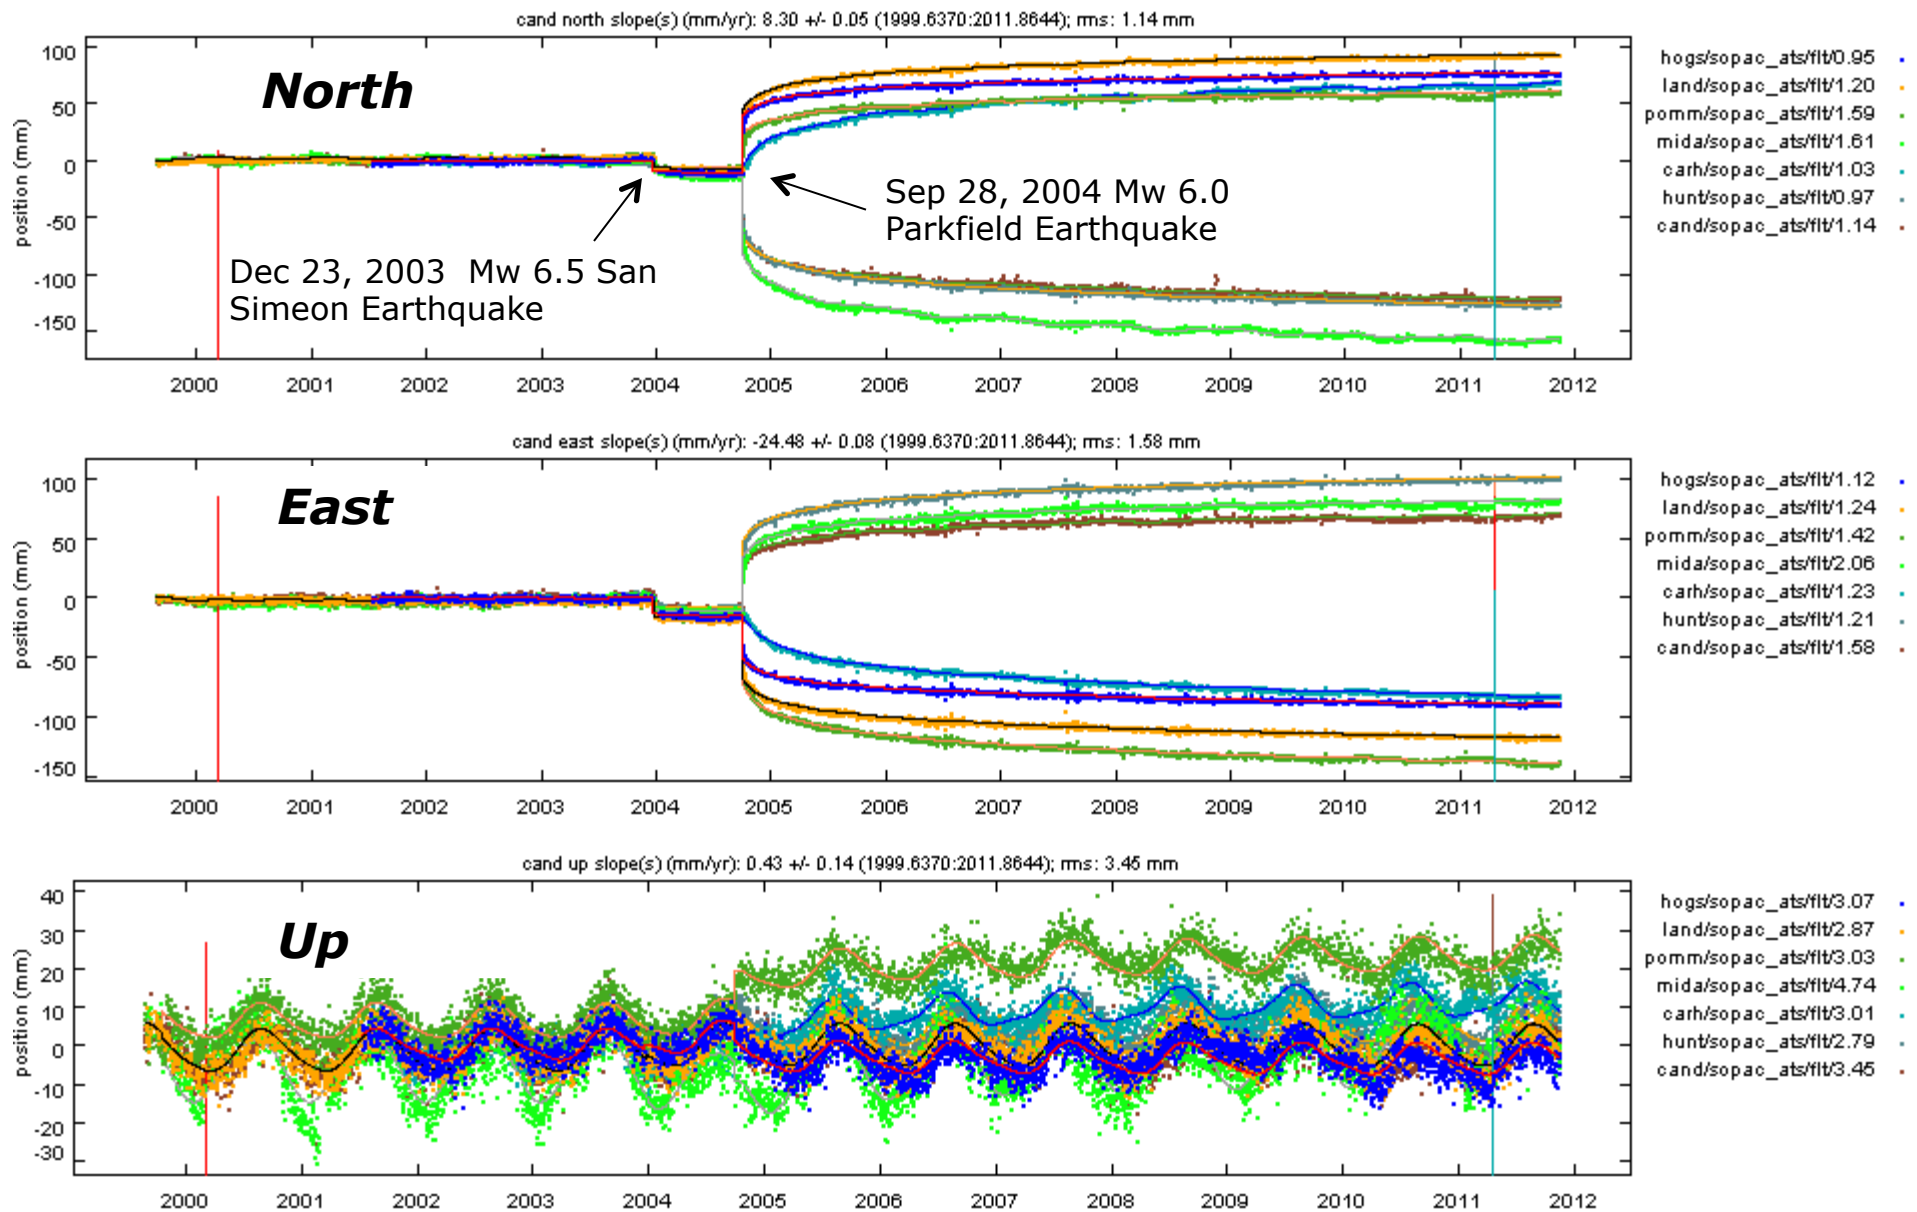 cand north slope(s) (mm/yr): 8.30 +/- 0.05 (1999.6370:2011.8644); rms: 1.14 mm
North
position (mm)
100
50
0
-50
-100
-150
Dec 23, 2003 Mw 6.5 San
Simeon Earthquake
Sep 28, 2004 Mw 6.0
Parkfield Earthquake
2000 2001 2002 2003 2004 2005 2006 2007 2008 2009 2010 2011 2012
hogs/sopac_ats/flt/0.95
land/sopac_ats/flt/1.20
pomm/sopac_ats/flt/1.59
mida/sopac_ats/flt/1.61
carh/sopac_ats/flt/1.03
hunt/sopac_ats/flt/0.97
cand/sopac_ats/flt/1.14
cand east slope(s) (mm/yr): -24.48 +/- 0.08 (1999.6370:2011.8644); rms: 1.58 mm
East
position (mm)
100
50
0
-50
-100
-150
2000 2001 2002 2003 2004 2005 2006 2007 2008 2009 2010 2011 2012
hogs/sopac_ats/flt/1.12
land/sopac_ats/flt/1.24
pomm/sopac_ats/flt/1.42
mida/sopac_ats/flt/2.06
carh/sopac_ats/flt/1.23
hunt/sopac_ats/flt/1.21
cand/sopac_ats/flt/1.58
cand up slope(s) (mm/yr): 0.43 +/- 0.14 (1999.6370:2011.8644); rms: 3.45 mm
Up
position (mm)
40
30
20
10
0
-10
-20
-30
2000 2001 2002 2003 2004 2005 2006 2007 2008 2009 2010 2011 2012
hogs/sopac_ats/flt/3.07
land/sopac_ats/flt/2.87
pomm/sopac_ats/flt/3.03
mida/sopac_ats/flt/4.74
carh/sopac_ats/flt/3.01
hunt/sopac_ats/flt/2.79
cand/sopac_ats/flt/3.45